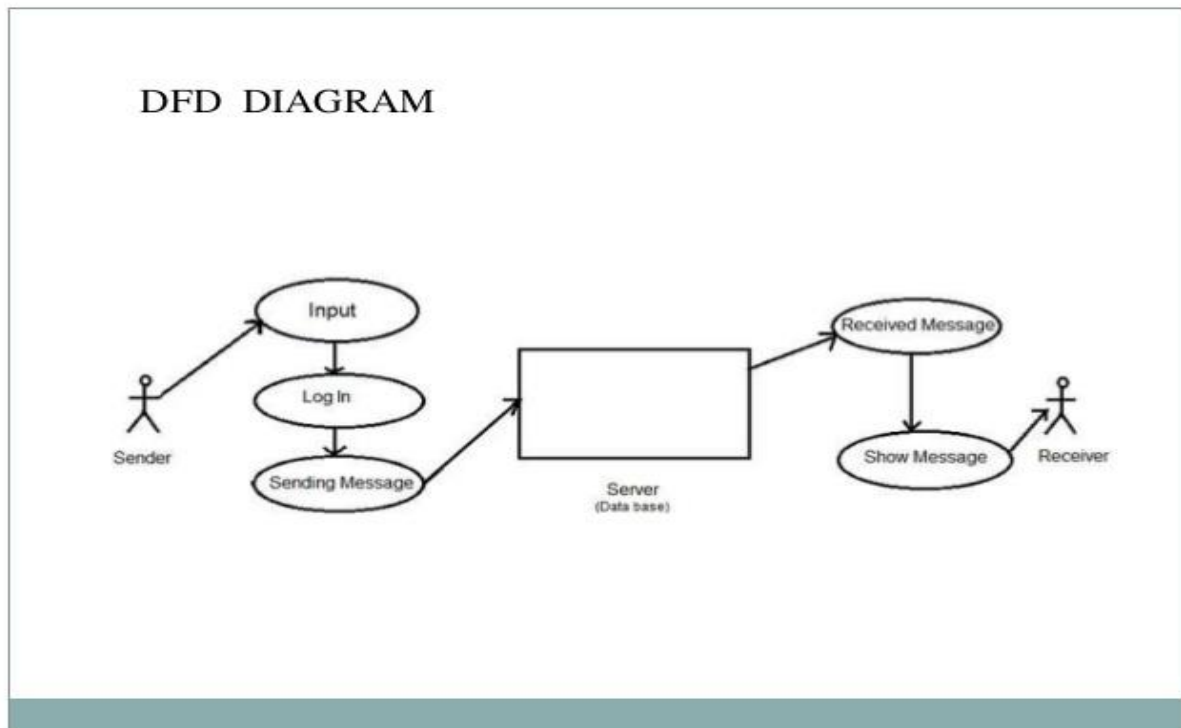 DFD DIAGRAM
Input
Log In
Sending Message
Sender
Server
(Data base)
Received Message
Show Message
Receiver